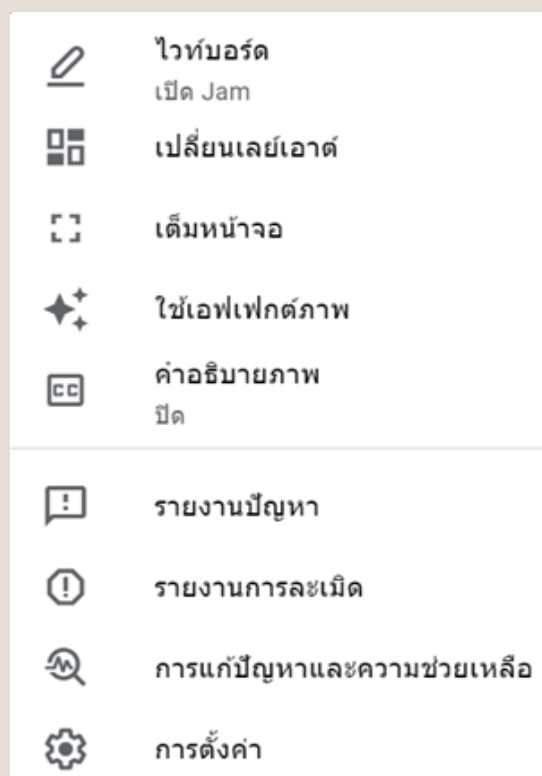 ไวท์บอร์ด
เปิด Jam
เปลี่ยนเลย์เอาต์
เต็มหน้าจอ
ใช้เอฟเฟกต์ภาพ
CC
คำอธิบายภาพ
ปิด
รายงานปัญหา
รายงานการละเมิด
การแก้ปัญหาและความช่วยเหลือ
การตั้งค่า